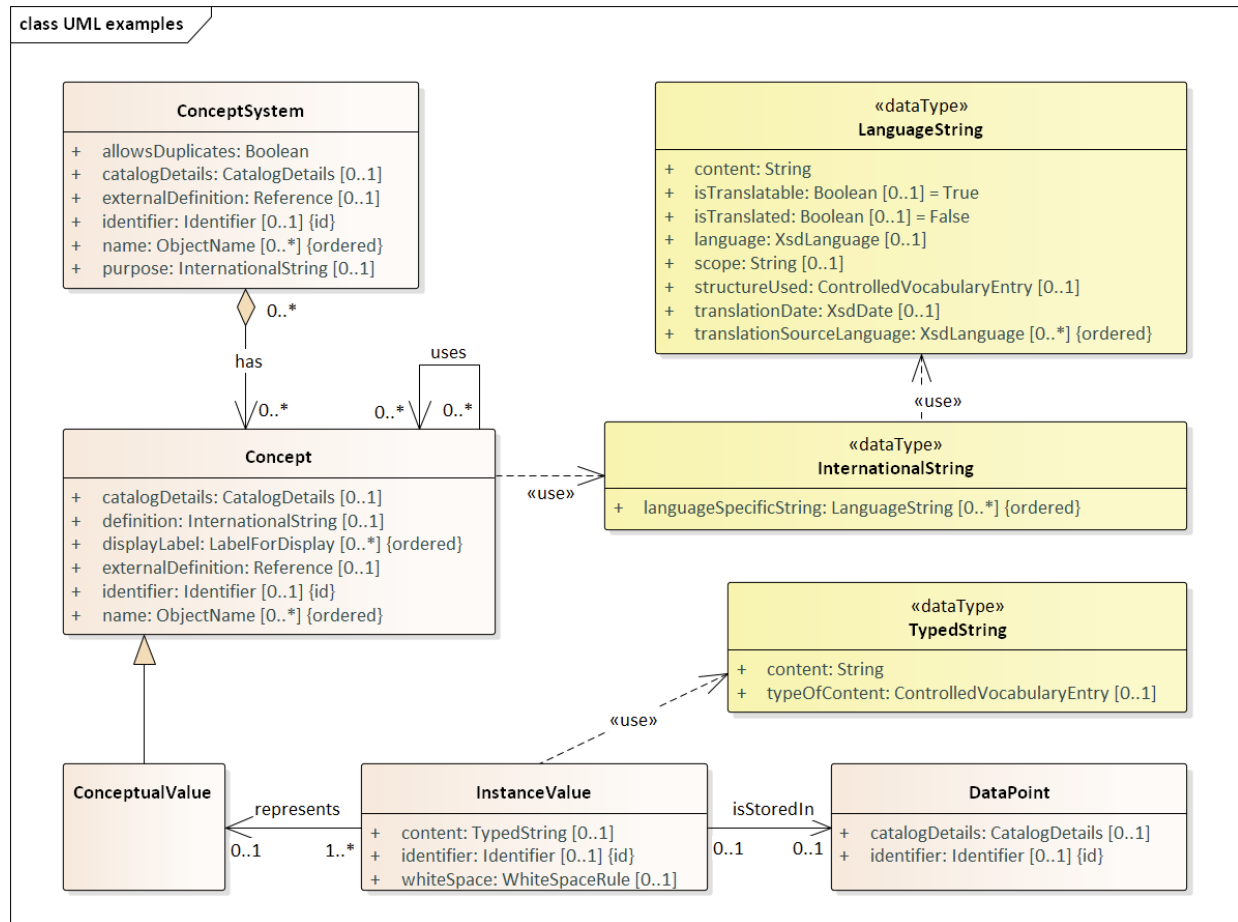 class UML examples
ConceptSystem
+ allowsDuplicates: Boolean
+ catalogDetails: CatalogDetails [0..1]
+ externalDefinition: Reference [0..1]
+ identifier: Identifier [0..1] {id}
+ name: ObjectName [0..*] {ordered}
+ purpose: InternationalString [0..1]
«dataType»
LanguageString
+ content: String
+ isTranslatable: Boolean [0..1] = True
+ isTranslated: Boolean [0..1] = False
+ language: XsdLanguage [0..1]
+ scope: String [0..1]
+ structureUsed: ControlledVocabularyEntry [0..1]
+ translationDate: XsdDate [0..1]
+ translationSourceLanguage: XsdLanguage [0..*] {ordered}
0..*
has
0..*
uses
0..*
0..*
«use»
Concept
+ catalogDetails: CatalogDetails [0..1]
+ definition: InternationalString [0..1]
+ displayLabel: LabelForDisplay [0..*] {ordered}
+ externalDefinition: Reference [0..1]
+ identifier: Identifier [0..1] {id}
+ name: ObjectName [0..*] {ordered}
«use»
«dataType»
InternationalString
+ languageSpecificString: LanguageString [0..*] {ordered}
«dataType»
TypedString
+ content: String
+ typeOfContent: ControlledVocabularyEntry [0..1]
«use»
ConceptualValue
represents
0..1
1..*
InstanceValue
+ content: TypedString [0..1]
+ identifier: Identifier [0..1] {id}
+ whiteSpace: WhiteSpaceRule [0..1]
isStoredIn
0..1
0..1
DataPoint
+ catalogDetails: CatalogDetails [0..1]
+ identifier: Identifier [0..1] {id}